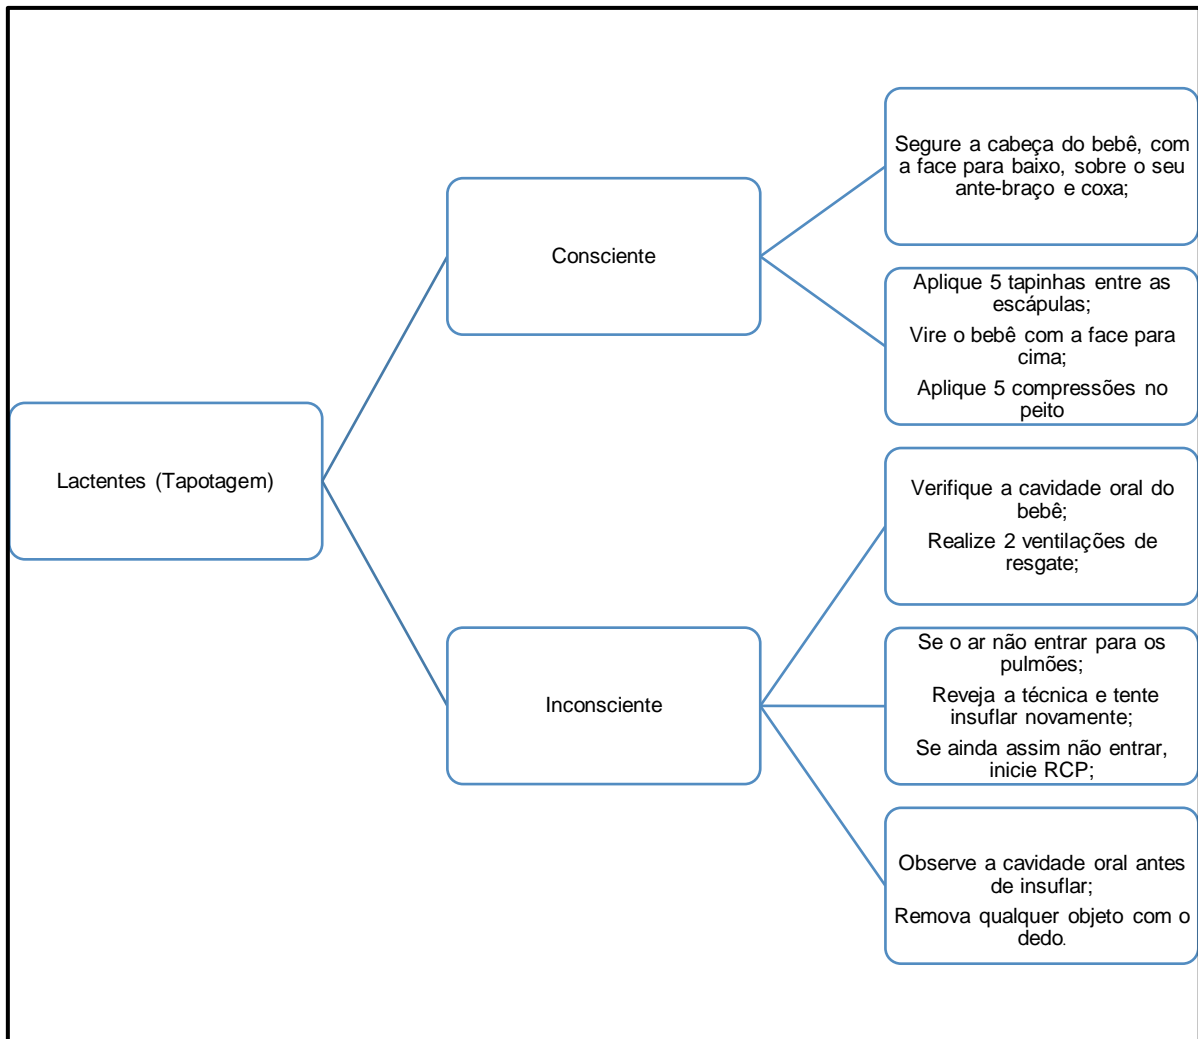 Lactentes (Tapotagem)
Consciente
Segure a cabeça do bebê, com
a face para baixo, sobre o seu
ante-braço e coxa;
Aplique 5 tapinhas entre as
escápulas;
Vire o bebê com a face para
cima;
Aplique 5 compressões no
peito
Inconsciente
Verifique a cavidade oral do
bebê;
Realize 2 ventilações de
resgate;
Se o ar não entrar para os
pulmões;
Reveja a técnica e tente
insuflar novamente;
Se ainda assim não entrar,
inicie RCP;
Observe a cavidade oral antes
de insuflar;
Remova qualquer objeto com o
dedo.